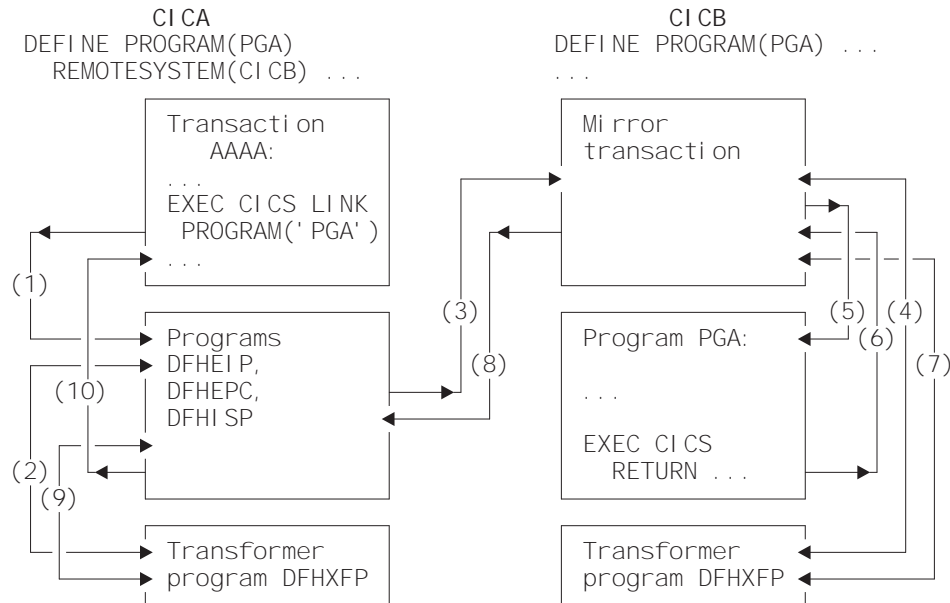 CICA
DEFINE PROGRAM(PGA)
REMOTESYSTEM(CICB) ...
CICB
DEFINE PROGRAM(PGA) ...
...
Transaction
AAAA:
...
EXEC CICS LINK
PROGRAM('PGA')
...
Mirror
transaction
(1)
(2)
(3)
(4)
(5)
(6)
(7)
(8)
(9)
(10)
Programs
DFHEIP,
DFHEPC,
DFHISP
Program PGA:
...
EXEC CICS
RETURN ...
Transformer
program DFHXFP
Transformer
program DFHXFP